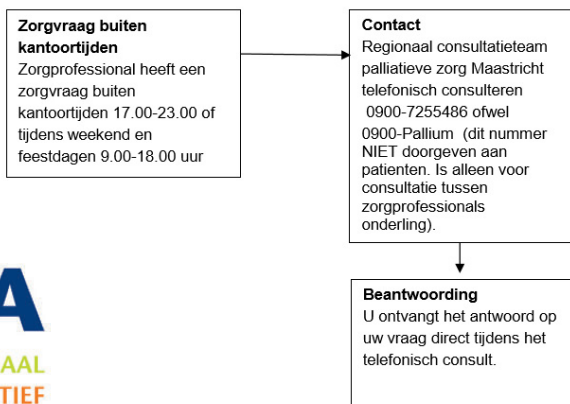 Zorgvraag buiten
kantoortijden
Zorgprofessional heeft een
zorgvraag buiten
kantoortijden 17.00-23.00 of
tijdens weekend en
feestdagen 9.00-18.00 uur
Contact
Regionaal consultatieteam
palliatieve zorg Maastricht
telefonisch consulteren
0900-7255486 ofwel
0900-Pallium (dit nummer
NIET doorgeven aan
patienten. Is alleen voor
consultatie tussen
zorgprofessionals
onderling).
Beantwoording
U ontvangt het antwoord op
uw vraag direct tijdens het
telefonisch consult.
A
AAL
TIEF